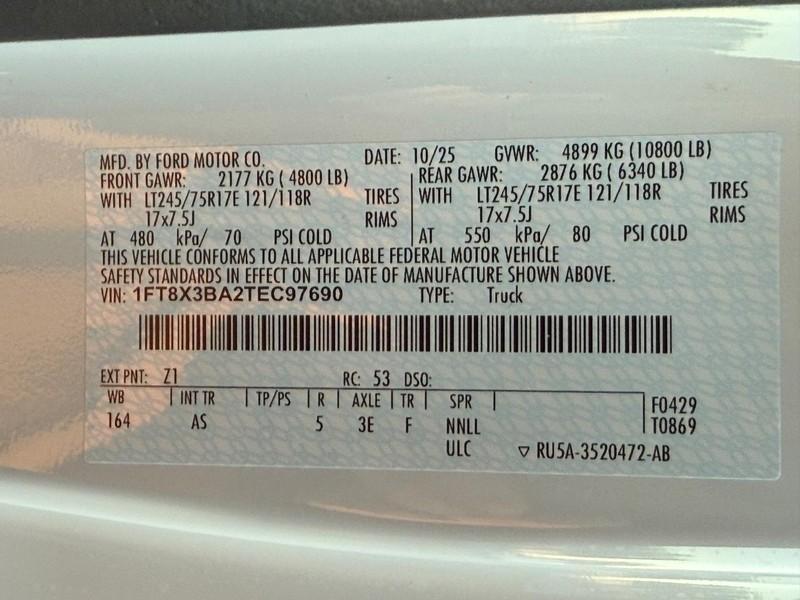 MFD. BY FORD MOTOR CO. DATE: 10/25 GVWR: 4899 KG (10800 LB)
FRONT GAWR: 2177 KG ( 4800 LB) REAR GAWR: 2876 KG ( 6340 LB)
WITH LT245/75R17E 121/118R TIRES WITH LT245/75R17E 121/118R TIRES
17x7.5J RIMS 17x7.5J RIMS
AT 480 kPa/ 70 PSI COLD AT 550 kPa/ 80 PSI COLD
THIS VEHICLE CONFORMS TO ALL APPLICABLE FEDERAL MOTOR VEHICLE
SAFETY STANDARDS IN EFFECT ON THE DATE OF MANUFACTURE SHOWN ABOVE.
VIN: 1FT8X3BA2TEC97690 TYPE: Truck
EXT PNT: Z1 RC: 53 DSO:
WB INT TR TP/PS R AXLE TR SPR F0429
164 AS 5 3E F NNLL T0869
ULC ▽ RU5A-3520472-AB